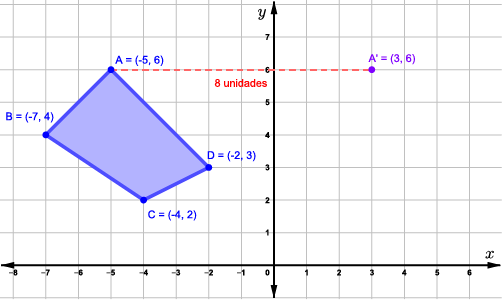 y
7
A = (-5, 6)
A' = (3, 6)
6
8 unidades
5
B = (-7, 4)
4
D = (-2, 3)
3
2
C = (-4, 2)
1
x
-8 -7 -6 -5 -4 -3 -2 -1 0 1 2 3 4 5 6